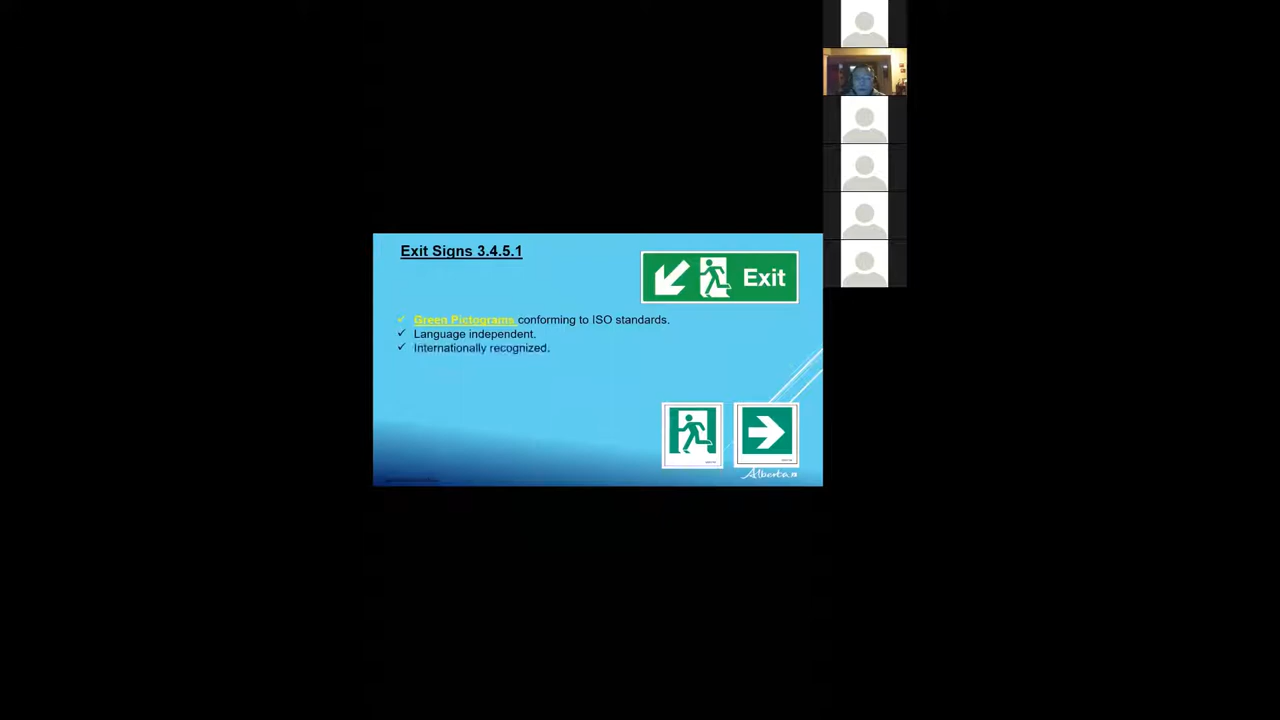 Exit Signs 3.4.5.1
Exit
Green Pictograms conforming to ISO standards.
Language independent.
Internationally recognized.
Alberta